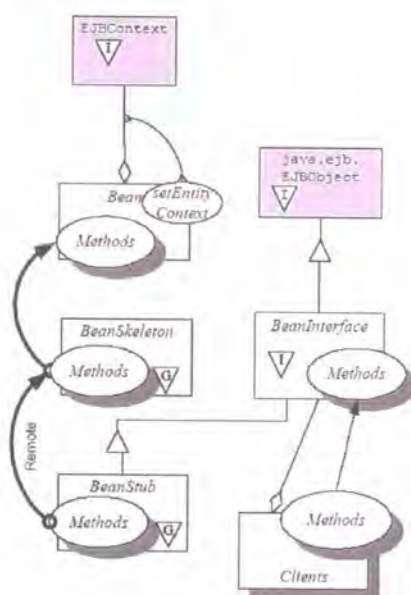 EJBContext
I
java.ejb.
EJBObject
I
Bean
setEntity
Context
Methods
BeanSkeleton
Methods
G
BeanInterface
I
Methods
Remote
BeanStub
Methods
G
Methods
Clients